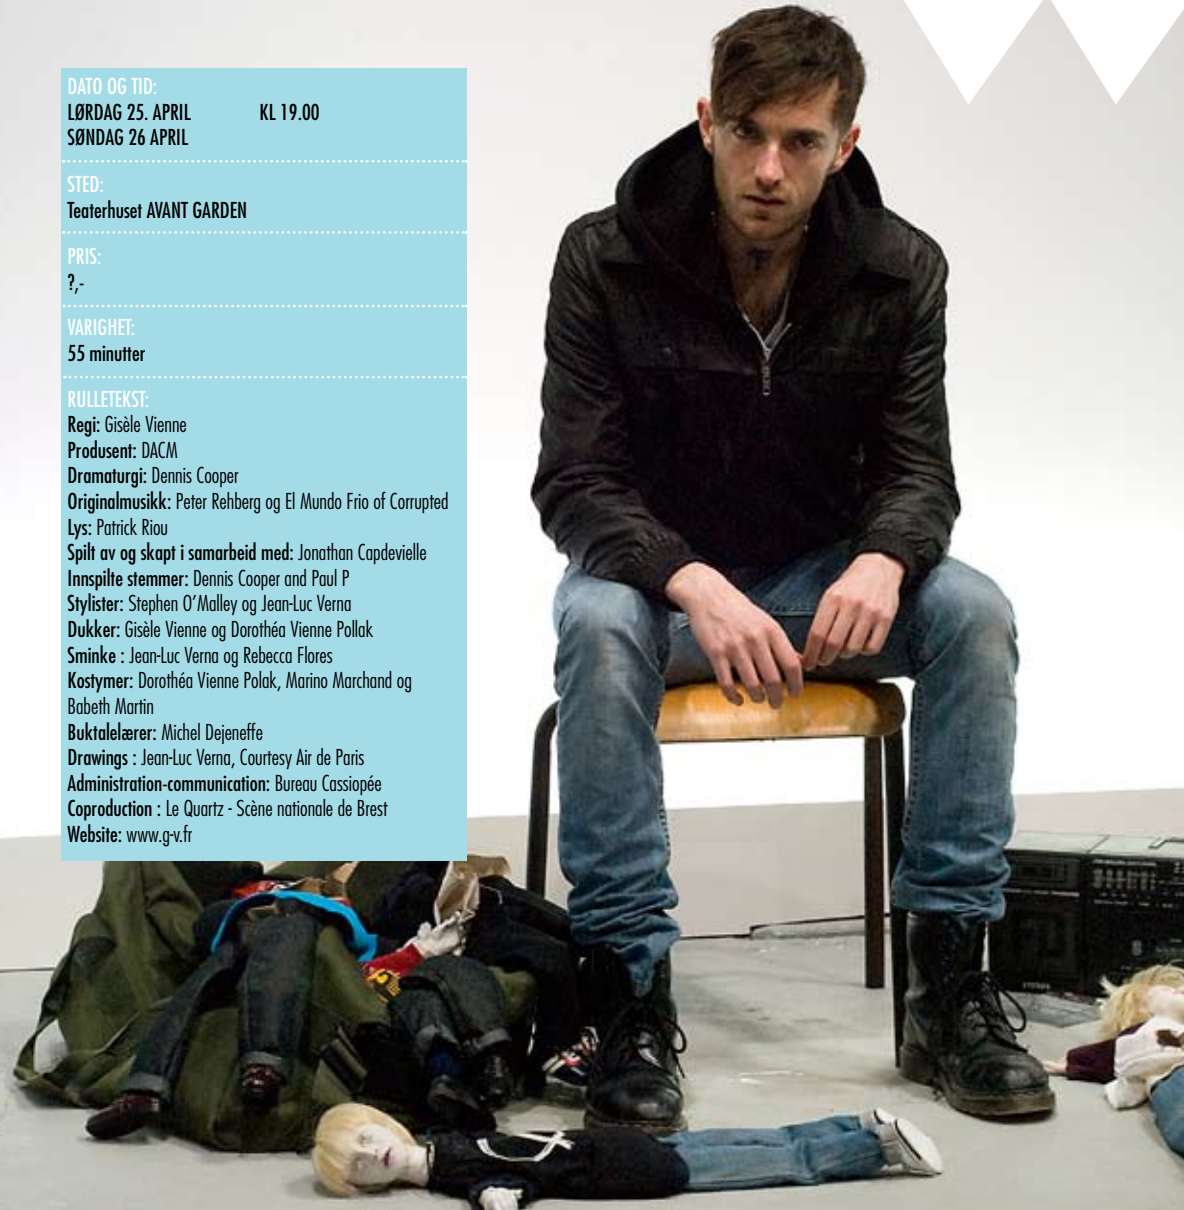 DATO OG TID:
LØRDAG 25. APRIL KL 19.00
SØNDAG 26 APRIL
STED:
Teaterhuset AVANT GARDEN
PRIS:
?,-
VARIGHET:
55 minutter
RULLETEKST:
Regi: Gisèle Vienne
Produsent: DACM
Dramaturgi: Dennis Cooper
Originalmusikk: Peter Rehberg og El Mundo Frio of Corrupted
Lys: Patrick Riou
Spilt av og skapt i samarbeid med: Jonathan Capdevielle
Innspilte stemmer: Dennis Cooper and Paul P
Stylister: Stephen O'Malley og Jean-Luc Verna
Dukker: Gisèle Vienne og Dorothéa Vienne Pollak
Sminke : Jean-Luc Verna og Rebecca Flores
Kostymer: Dorothéa Vienne Polak, Marino Marchand og
Babeth Martin
Buktalelærer: Michel Dejeneffe
Drawings : Jean-Luc Verna, Courtesy Air de Paris
Administration-communication: Bureau Cassiopée
Coproduction : Le Quartz - Scène nationale de Brest
Website: www.g-v.fr